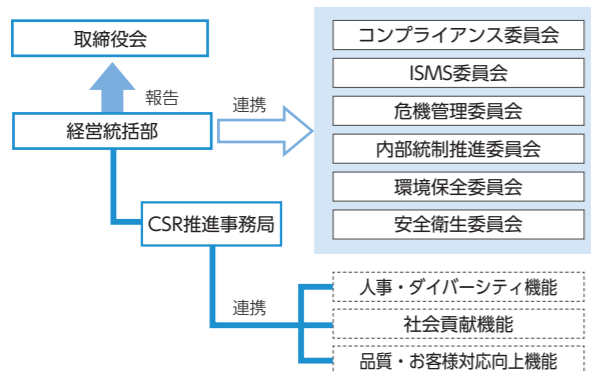 取締役会
報告
経営統括部
連携
コンプライアンス委員会
ISMS委員会
危機管理委員会
内部統制推進委員会
環境保全委員会
安全衛生委員会
CSR推進事務局
連携
人事・ダイバーシティ機能
社会貢献機能
品質・お客様対応向上機能